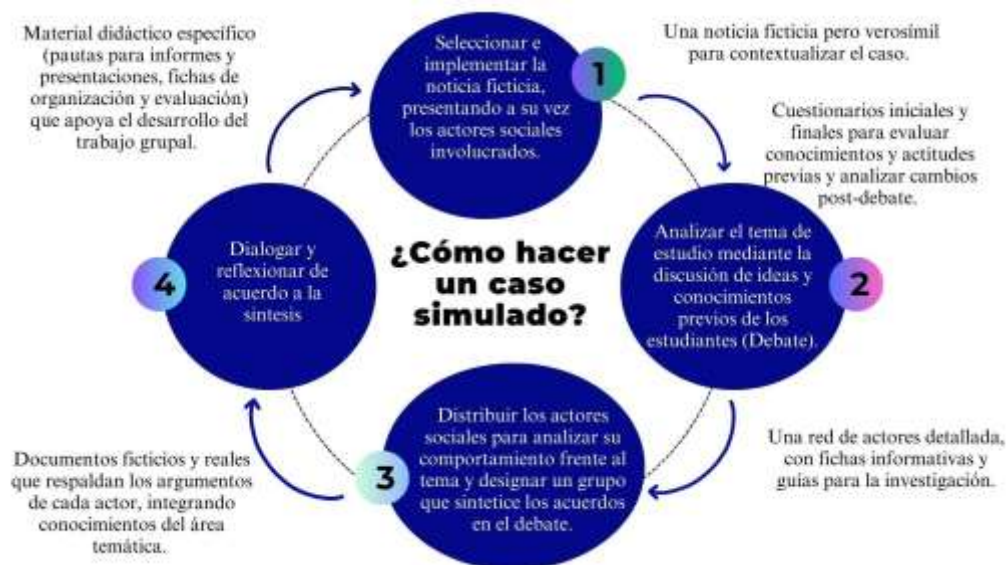 Material didáctico específico
(pautas para informes y
presentaciones, fichas de
organización y evaluación)
que apoya el desarrollo del
trabajo grupal.
Seleccionar e
implementar la
noticia ficticia,
presentando a su vez
los actores sociales
involucrados.
1
Una noticia ficticia pero verosímil
para contextualizar el caso.
Cuestionarios iniciales y
finales para evaluar
conocimientos y actitudes
previas y analizar cambios
post-debate.
¿Cómo hacer
un caso
simulado?
Analizar el tema de
estudio mediante la
discusión de ideas y
conocimientos
previos de los
estudiantes (Debate).
2
Una red de actores detallada,
con fichas informativas y
guías para la investigación.
Distribuir los actores
sociales para analizar su
comportamiento frente al
tema y designar un grupo
que sintetice los acuerdos
en el debate.
3
Documentos ficticios y reales
que respaldan los argumentos
de cada actor, integrando
conocimientos del área
temática.
Dialogar y
reflexionar de
acuerdo a la
síntesis
4